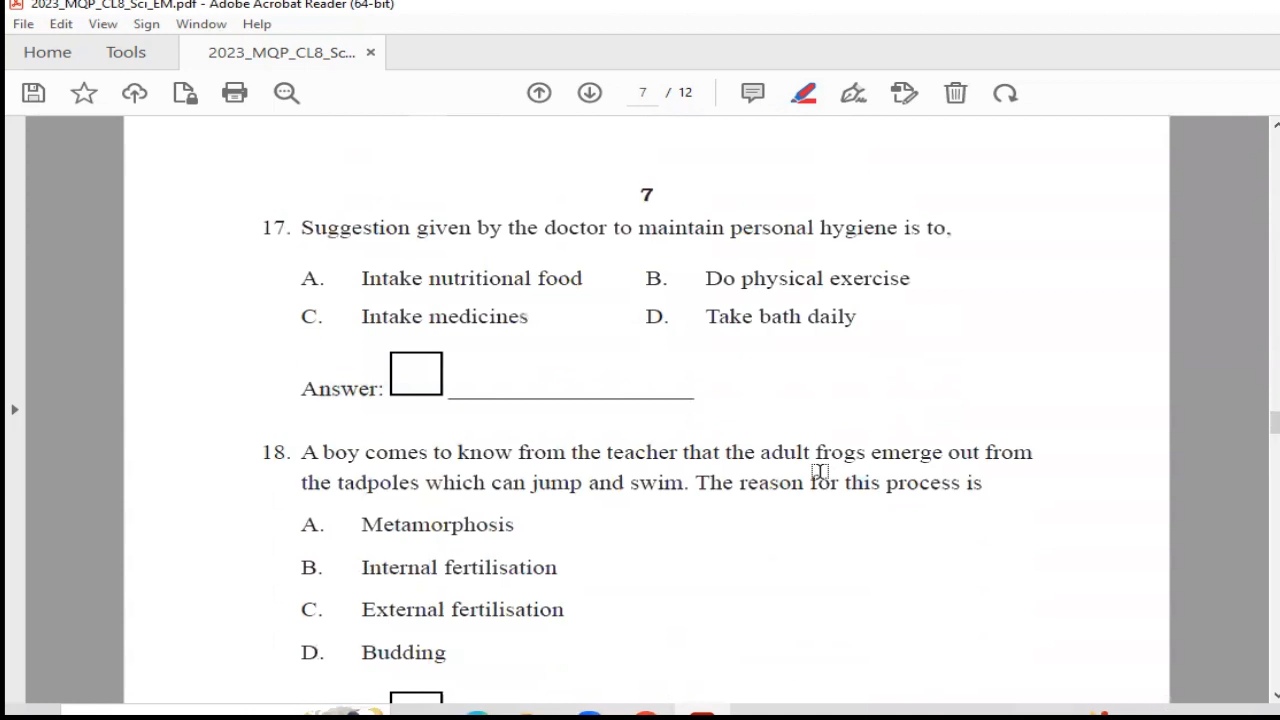 2023_MQP_CL8_Sci_EM.pdf - Adobe Acrobat Reader (64-bit)
File Edit View Sign Window Help
Home Tools 2023_MQP_CL8_Sc... ×
7 / 12
7
17. Suggestion given by the doctor to maintain personal hygiene is to,
A. Intake nutritional food B. Do physical exercise
C. Intake medicines D. Take bath daily
Answer: ____________________
18. A boy comes to know from the teacher that the adult frogs emerge out from
the tadpoles which can jump and swim. The reason for this process is
A. Metamorphosis
B. Internal fertilisation
C. External fertilisation
D. Budding